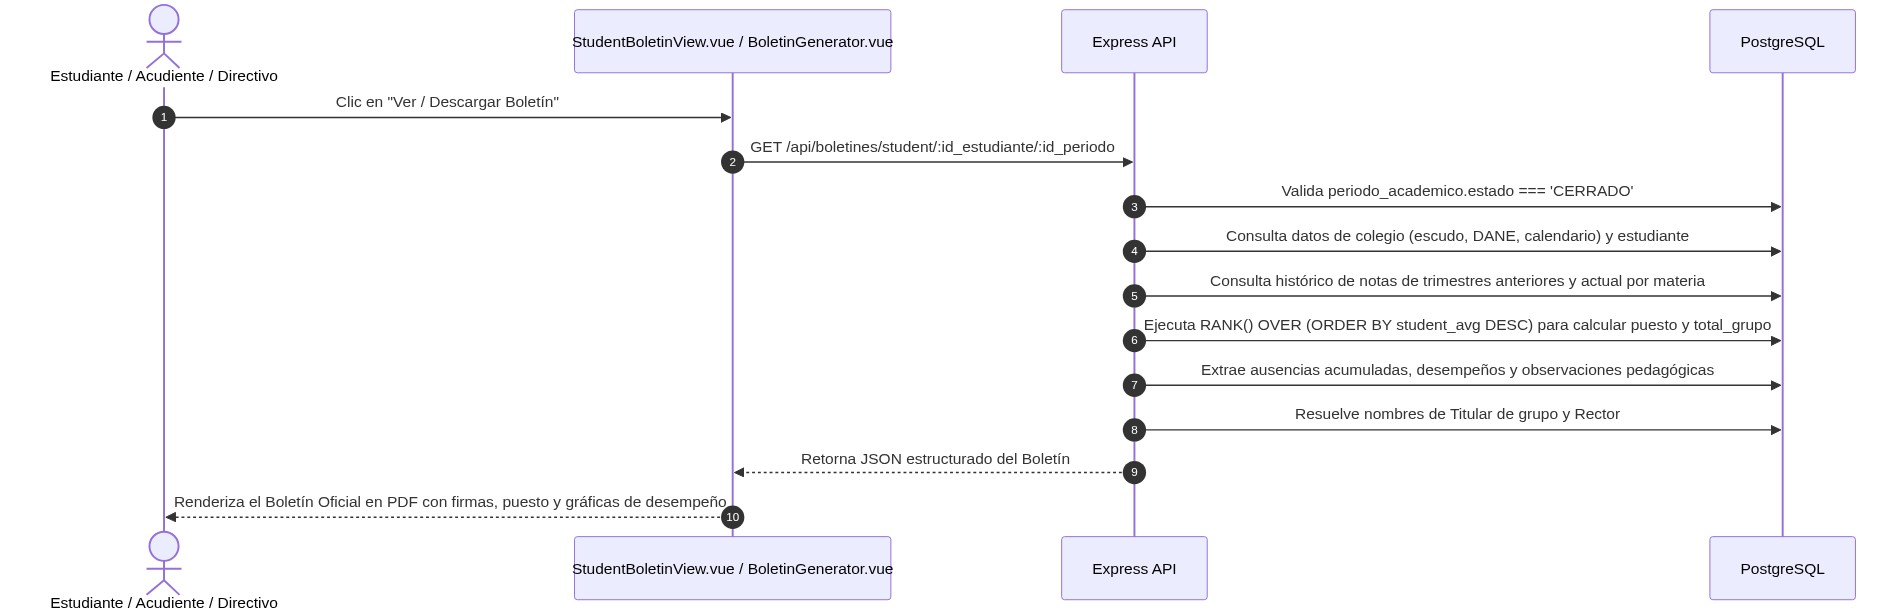 Estudiante / Acudiente / Directivo
StudentBoletinView.vue / BoletinGenerator.vue
Express API
PostgreSQL
Clic en "Ver / Descargar Boletín"
1
GET /api/boletines/student/:id_estudiante/:id_periodo
2
Valida periodo_academico.estado === 'CERRADO'
3
Consulta datos de colegio (escudo, DANE, calendario) y estudiante
4
Consulta histórico de notas de trimestres anteriores y actual por materia
5
Ejecuta RANK() OVER (ORDER BY student_avg DESC) para calcular puesto y total_grupo
6
Extrae ausencias acumuladas, desempeños y observaciones pedagógicas
7
Resuelve nombres de Titular de grupo y Rector
8
Retorna JSON estructurado del Boletín
9
Renderiza el Boletín Oficial en PDF con firmas, puesto y gráficas de desempeño
10
Estudiante / Acudiente / Directivo
StudentBoletinView.vue / BoletinGenerator.vue
Express API
PostgreSQL